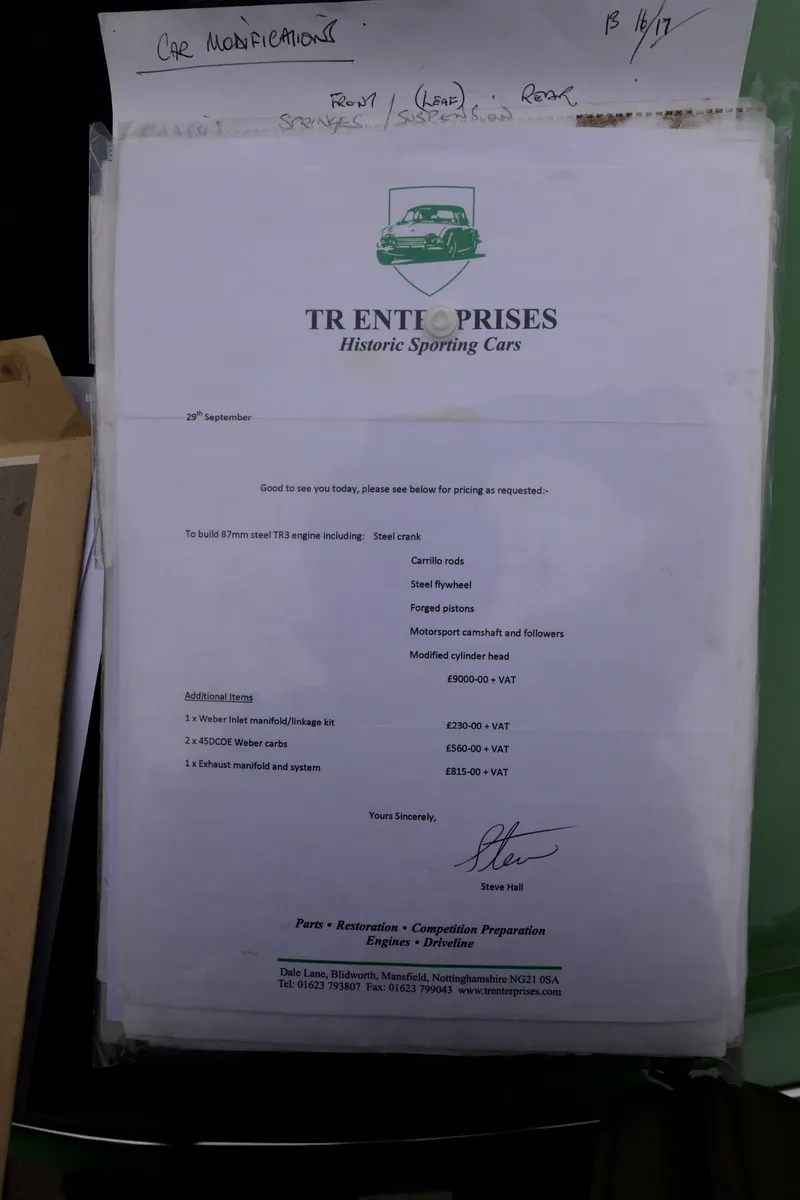 CAR MODIFICATIONS
13 16/17
FRONT / (LEAF) . REAR
CHASSIS SPRINGES / SUSPENSION
TR ENTERPRISES
Historic Sporting Cars
29th September
Good to see you today, please see below for pricing as requested:-
To build 87mm steel TR3 engine including: Steel crank
Carrillo rods
Steel flywheel
Forged pistons
Motorsport camshaft and followers
Modified cylinder head
£9000-00 + VAT
Additional Items
1 x Weber Inlet manifold/linkage kit £230-00 + VAT
2 x 45DCOE Weber carbs £560-00 + VAT
1 x Exhaust manifold and system £815-00 + VAT
Yours Sincerely,
Steve
Steve Hall
Parts • Restoration • Competition Preparation
Engines • Driveline
Dale Lane, Blidworth, Mansfield, Nottinghamshire NG21 0SA
Tel: 01623 793807 Fax: 01623 799043 www.trenterprises.com